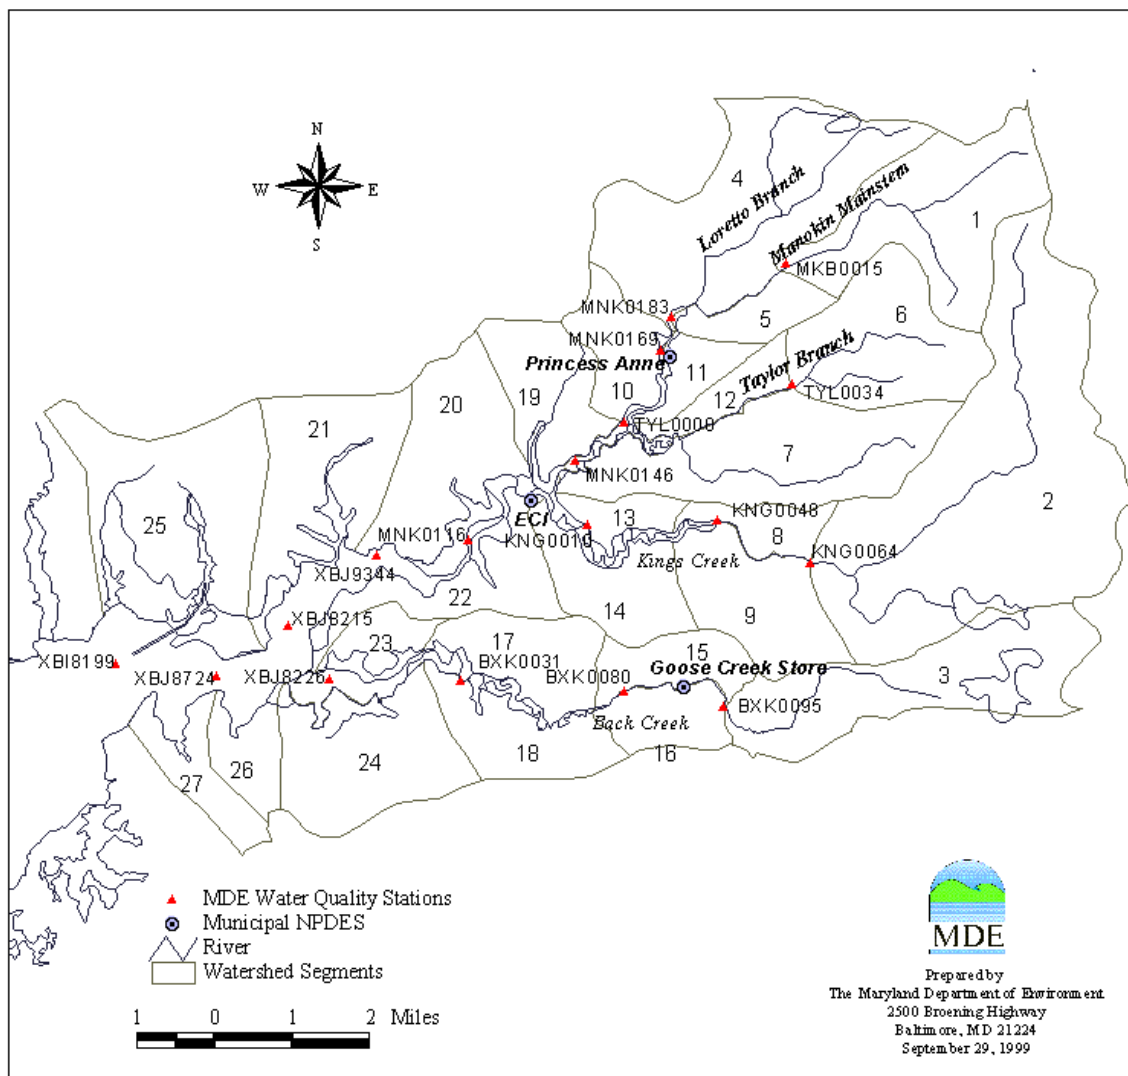 N
W E
S
4
Loretto Branch
Manokin Mainstem
1
MKB0015
MNK0183
5
6
MNK0169
Princess Anne
11
Taylor Branch
19
10
12
TYL0034
20
TYL0008
21
7
MNK0146
2
25
ECI
13
KNG0048
8
MNK0116
KNG0010
KNG0064
Kings Creek
XBJ9344
22
14
9
XBJ8215
23
17
15
XBI8199
BXK0031
Goose Creek Store
XBJ8724
XBJ8226
BXK0080
3
BXK0095
Back Creek
18
16
24
26
27
MDE Water Quality Stations
Municipal NPDES
River
Watershed Segments
1 0 1 2 Miles
MDE
Prepared by
The Maryland Department of Environment
2500 Broening Highway
Baltimore, MD 21224
September 29, 1999